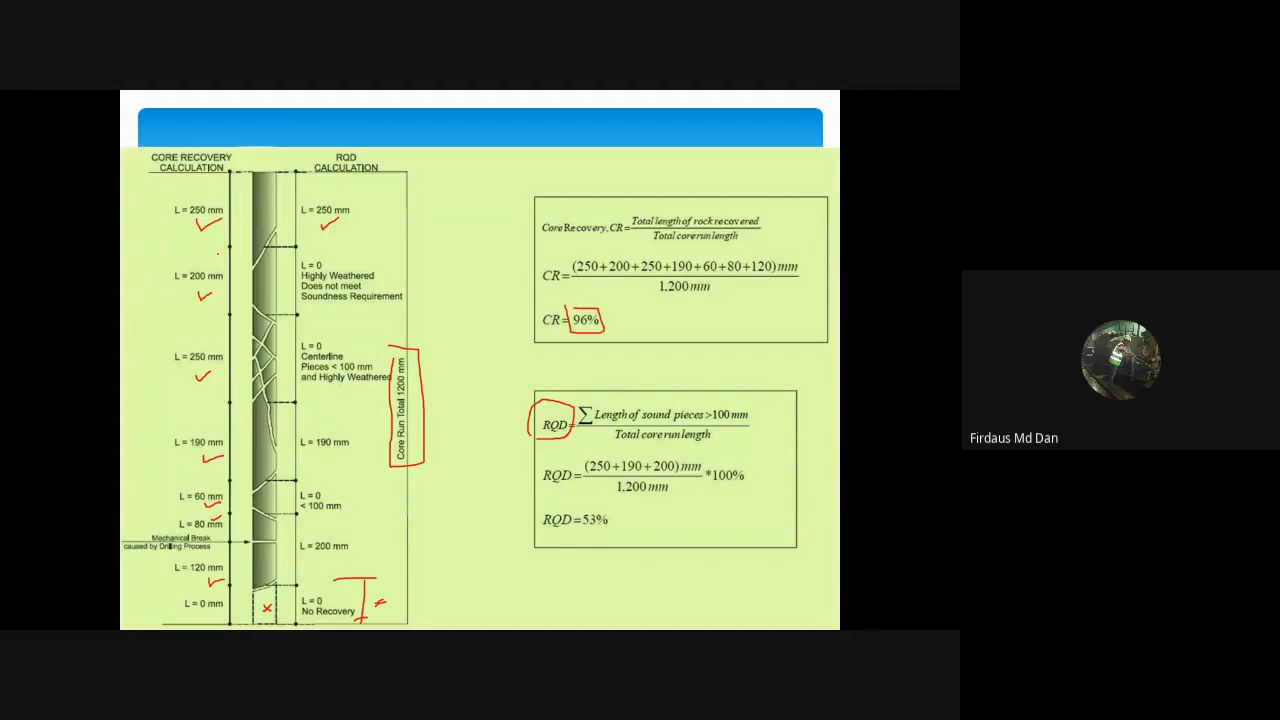 CORE RECOVERY
CALCULATION
RQD
CALCULATION
L = 250 mm
L = 200 mm
L = 250 mm
L = 190 mm
L = 60 mm
L = 80 mm
Mechanical Break
caused by Drilling Process
L = 120 mm
L = 0 mm
L = 250 mm
L = 0
Highly Weathered
Does not meet
Soundness Requirement
L = 0
Centerline
Pieces < 100 mm
and Highly Weathered
L = 190 mm
L = 0
< 100 mm
L = 200 mm
L = 0
No Recovery
Core Run Total 1200 mm
Core Recovery, CR = Total length of rock recovered / Total core run length
CR = (250+200+250+190+60+80+120) mm / 1,200 mm
CR = 96%
RQD = ∑ Length of sound pieces > 100 mm / Total core run length
RQD = (250+190+200) mm / 1,200 mm *100%
RQD = 53%
Firdaus Md Dan